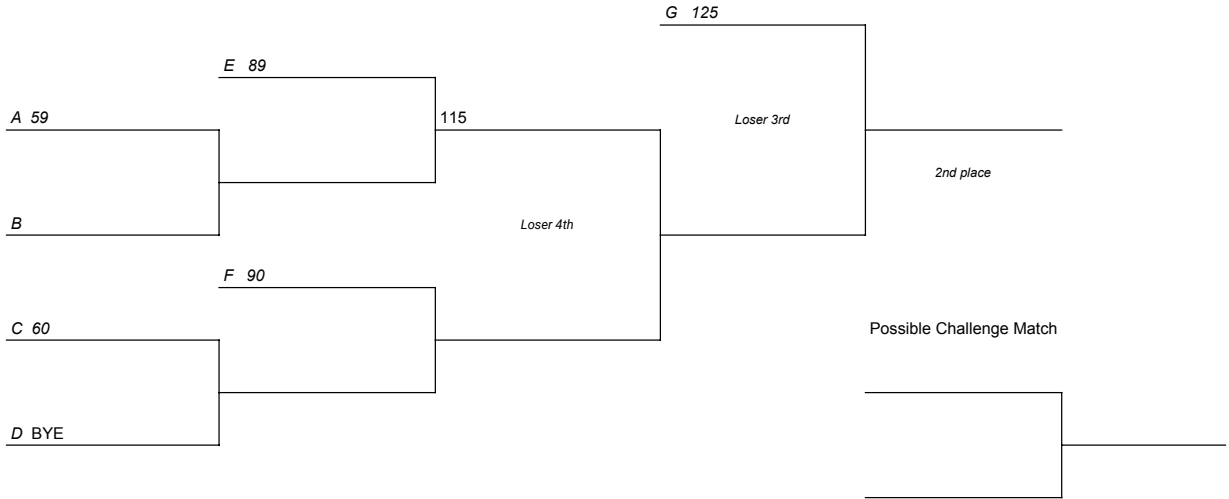 G 125
E 89
A 59
115
Loser 3rd
2nd place
B
Loser 4th
F 90
C 60
Possible Challenge Match
D BYE